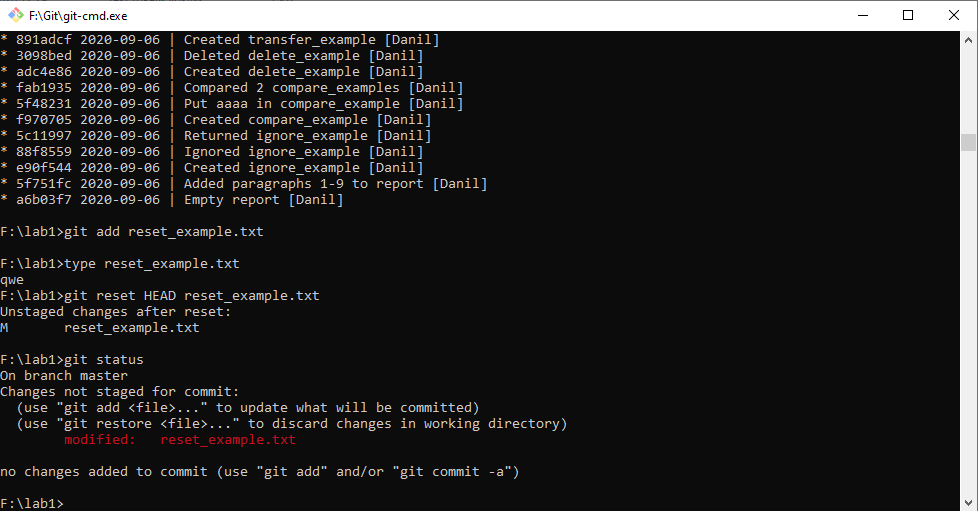 F:\Git\git-cmd.exe
* 891adcf 2020-09-06 | Created transfer_example [Danil]
* 3098bed 2020-09-06 | Deleted delete_example [Danil]
* adc4e86 2020-09-06 | Created delete_example [Danil]
* fab1935 2020-09-06 | Compared 2 compare_examples [Danil]
* 5f48231 2020-09-06 | Put aaaa in compare_example [Danil]
* f970705 2020-09-06 | Created compare_example [Danil]
* 5c11997 2020-09-06 | Returned ignore_example [Danil]
* 88f8559 2020-09-06 | Ignored ignore_example [Danil]
* e90f544 2020-09-06 | Created ignore_example [Danil]
* 5f751fc 2020-09-06 | Added paragraphs 1-9 to report [Danil]
* a6b03f7 2020-09-06 | Empty report [Danil]
F:\lab1>git add reset_example.txt
F:\lab1>type reset_example.txt
qwe
F:\lab1>git reset HEAD reset_example.txt
Unstaged changes after reset:
M       reset_example.txt
F:\lab1>git status
On branch master
Changes not staged for commit:
  (use "git add <file>..." to update what will be committed)
  (use "git restore <file>..." to discard changes in working directory)
        modified:   reset_example.txt
no changes added to commit (use "git add" and/or "git commit -a")
F:\lab1>